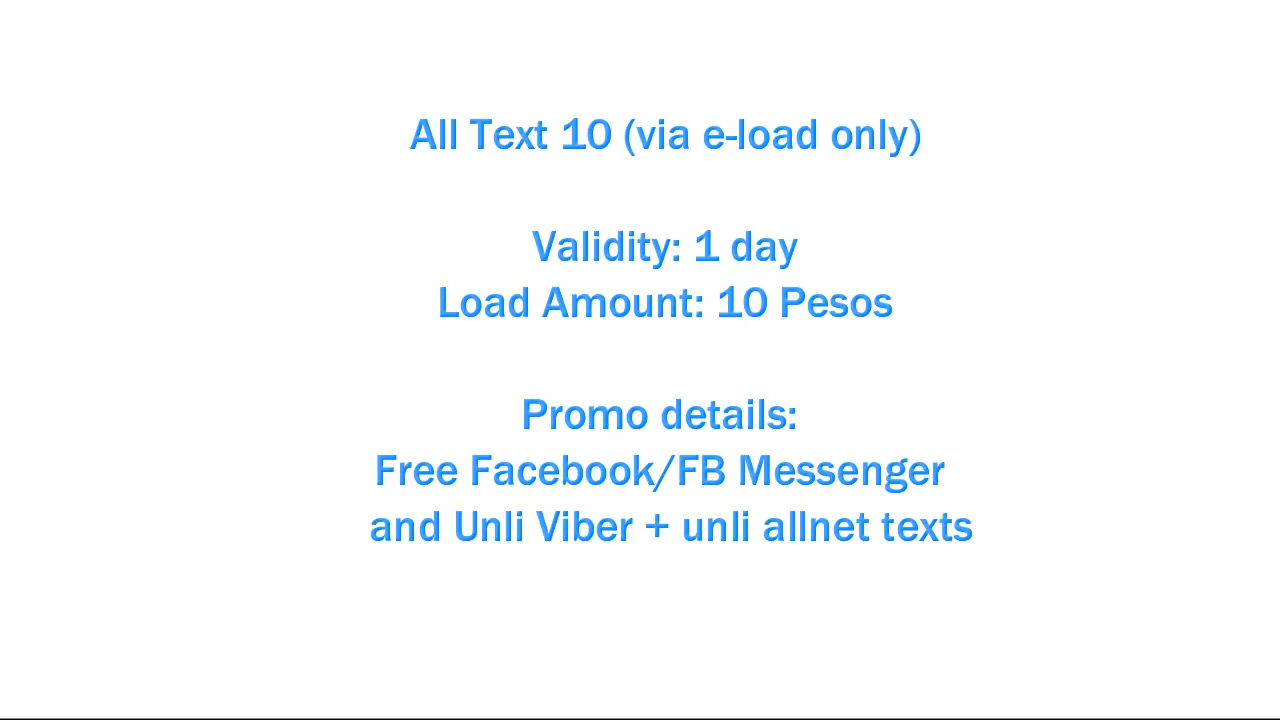 All Text 10 (via e-load only)
Validity: 1 day
Load Amount: 10 Pesos
Promo details:
Free Facebook/FB Messenger
and Unli Viber + unli allnet texts